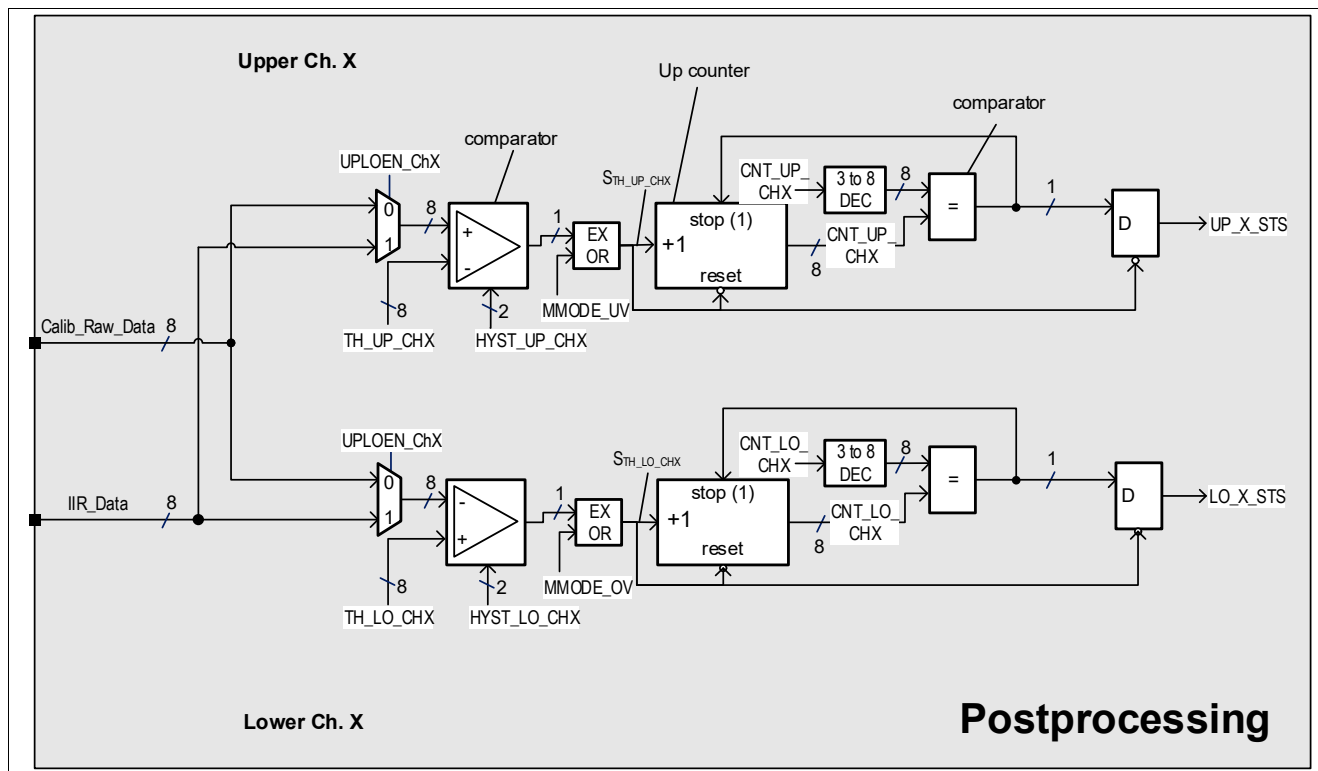 Upper Ch. X
Up counter
comparator
comparator
UPLOEN_ChX
0
1
8
+
-
1
EX
OR
S TH_UP_CHX
stop (1)
+1
reset
CNT_UP_
CHX
3 to 8
DEC
8
=
1
D
UP_X_STS
8
CNT_UP_
CHX
MMODE_UV
8
2
TH_UP_CHX
HYST_UP_CHX
Calib_Raw_Data
8
UPLOEN_ChX
0
1
8
-
+
1
EX
OR
S TH_LO_CHX
stop (1)
+1
reset
CNT_LO_
CHX
3 to 8
DEC
8
=
1
D
LO_X_STS
8
CNT_LO_
CHX
IIR_Data
8
MMODE_OV
8
2
TH_LO_CHX
HYST_LO_CHX
Lower Ch. X
Postprocessing